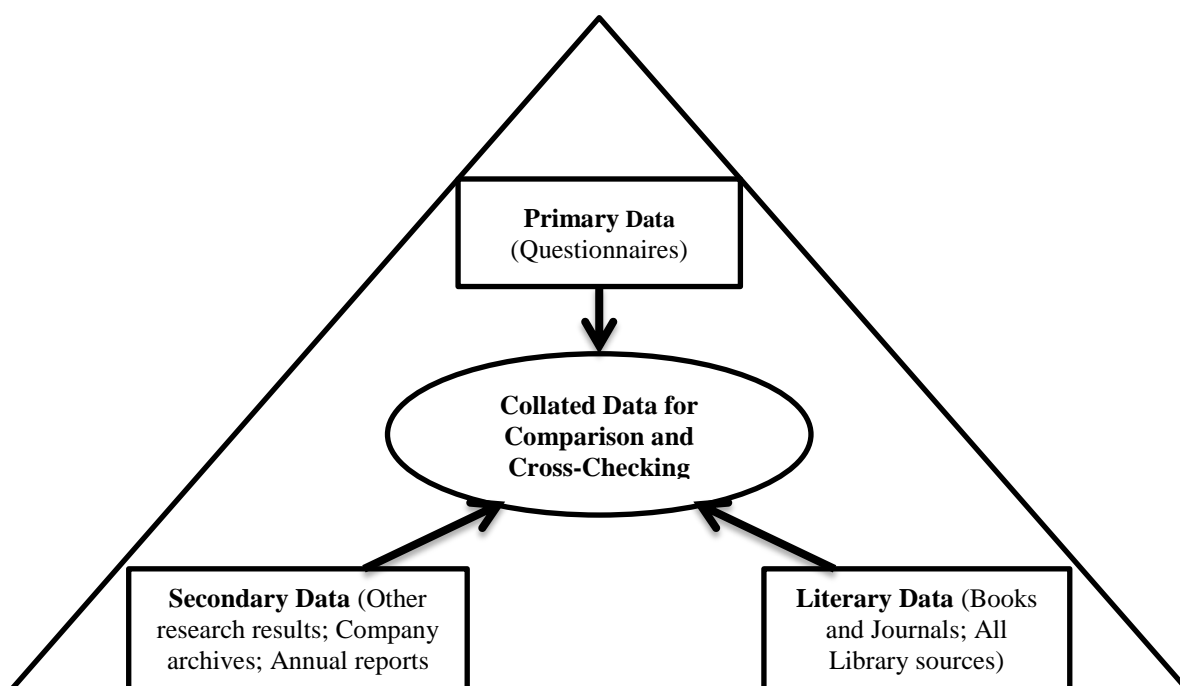 Primary Data
(Questionnaires)
Collated Data for
Comparison and
Cross-Checking
Secondary Data (Other
research results; Company
archives; Annual reports
Literary Data (Books
and Journals; All
Library sources)